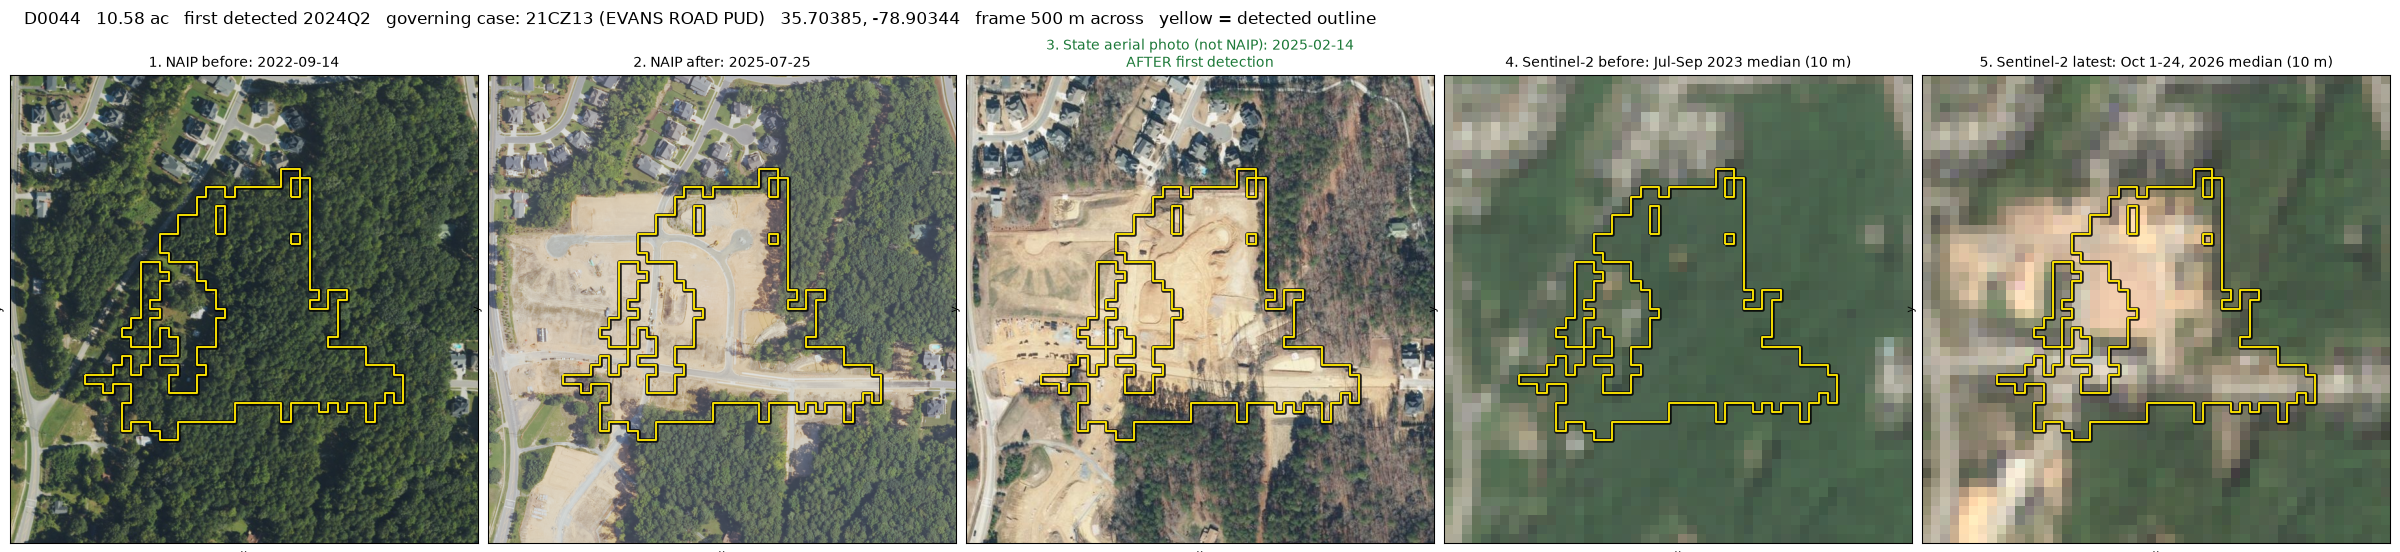 D0044 10.58 ac first detected 2024Q2 governing case: 21CZ13 (EVANS ROAD PUD) 35.70385, -78.90344 frame 500 m across yellow = detected outline
1. NAIP before: 2022-09-14
2. NAIP after: 2025-07-25
3. State aerial photo (not NAIP): 2025-02-14
AFTER first detection
4. Sentinel-2 before: Jul-Sep 2023 median (10 m)
5. Sentinel-2 latest: Oct 1-24, 2026 median (10 m)